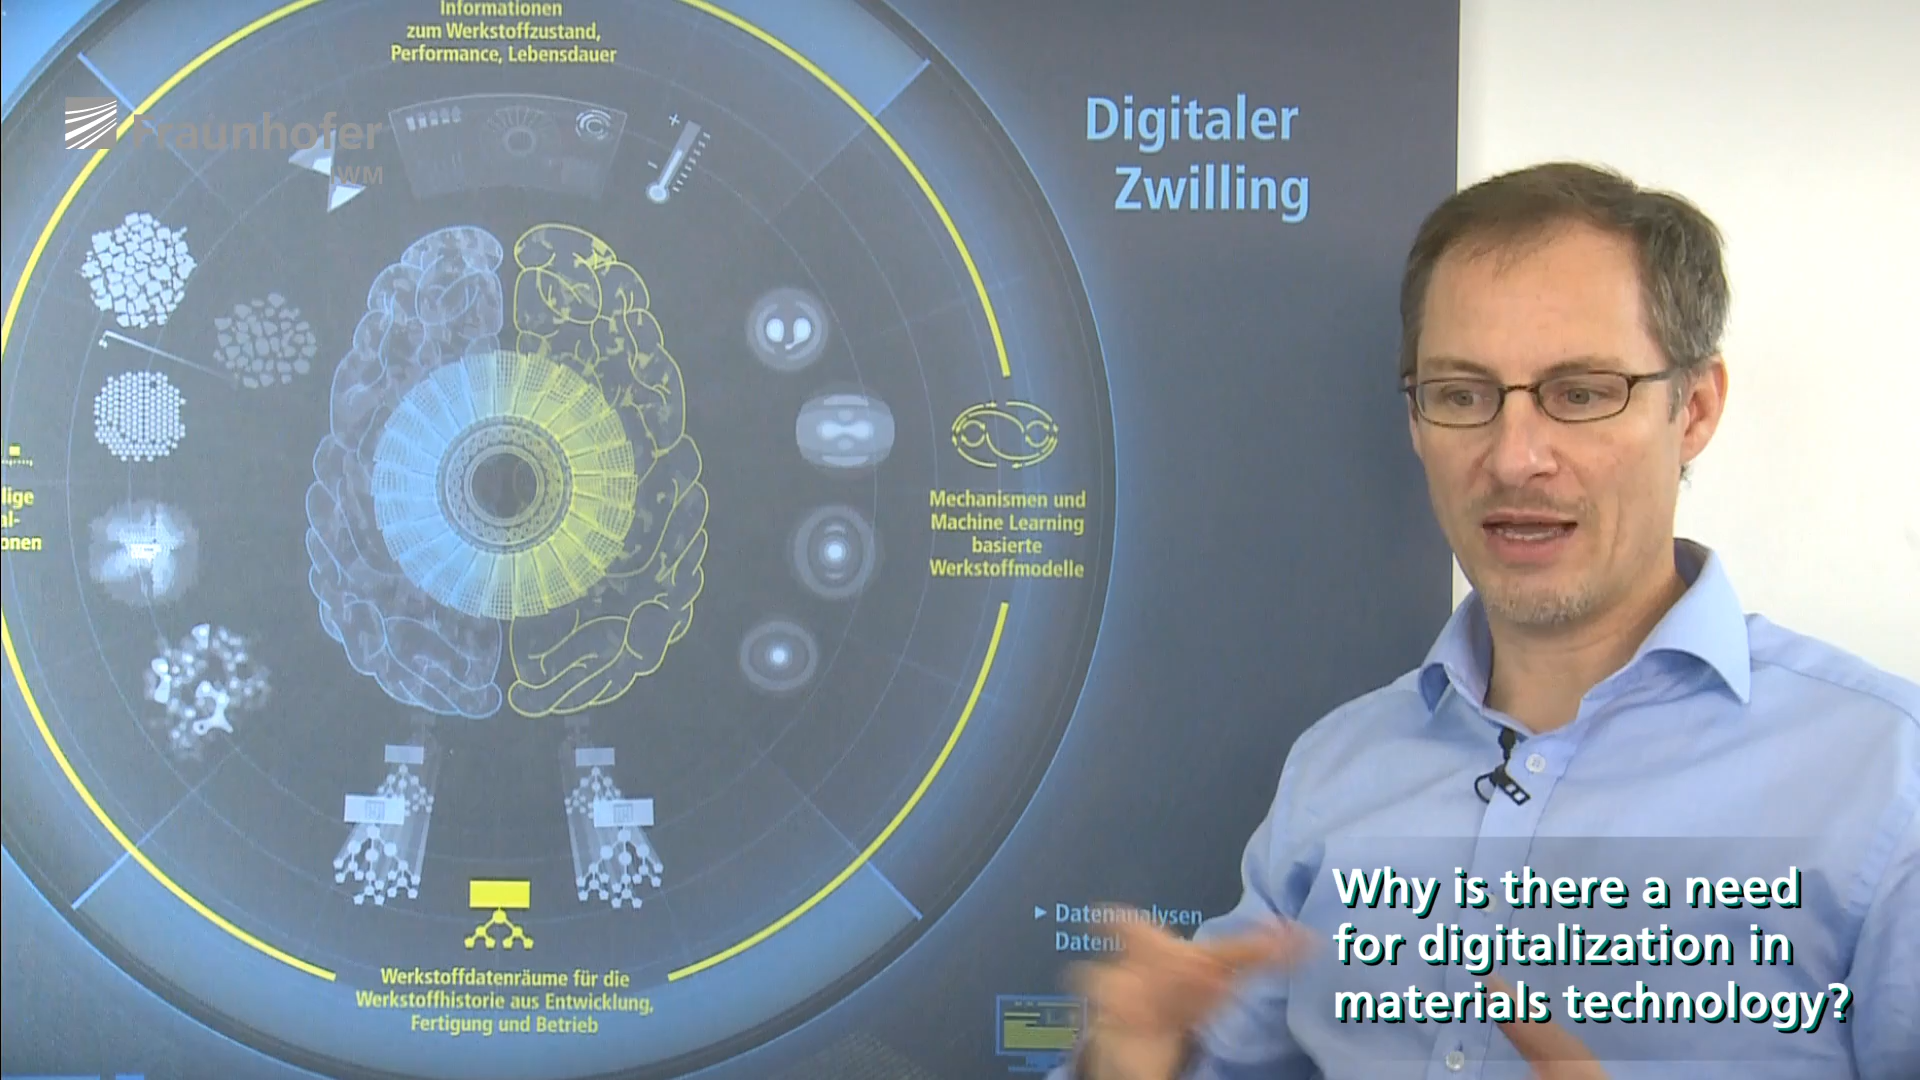 Informationen
zum Werkstoffzustand,
Performance, Lebensdauer
Fraunhofer
IWM
Digitaler
Zwilling
Mechanismen und
Machine Learning
basierte
Werkstoffmodelle
Werkstoffdatenräume für die
Werkstoffhistorie aus Entwicklung,
Fertigung und Betrieb
Datenanalysen
Why is there a need
for digitalization in
materials technology?